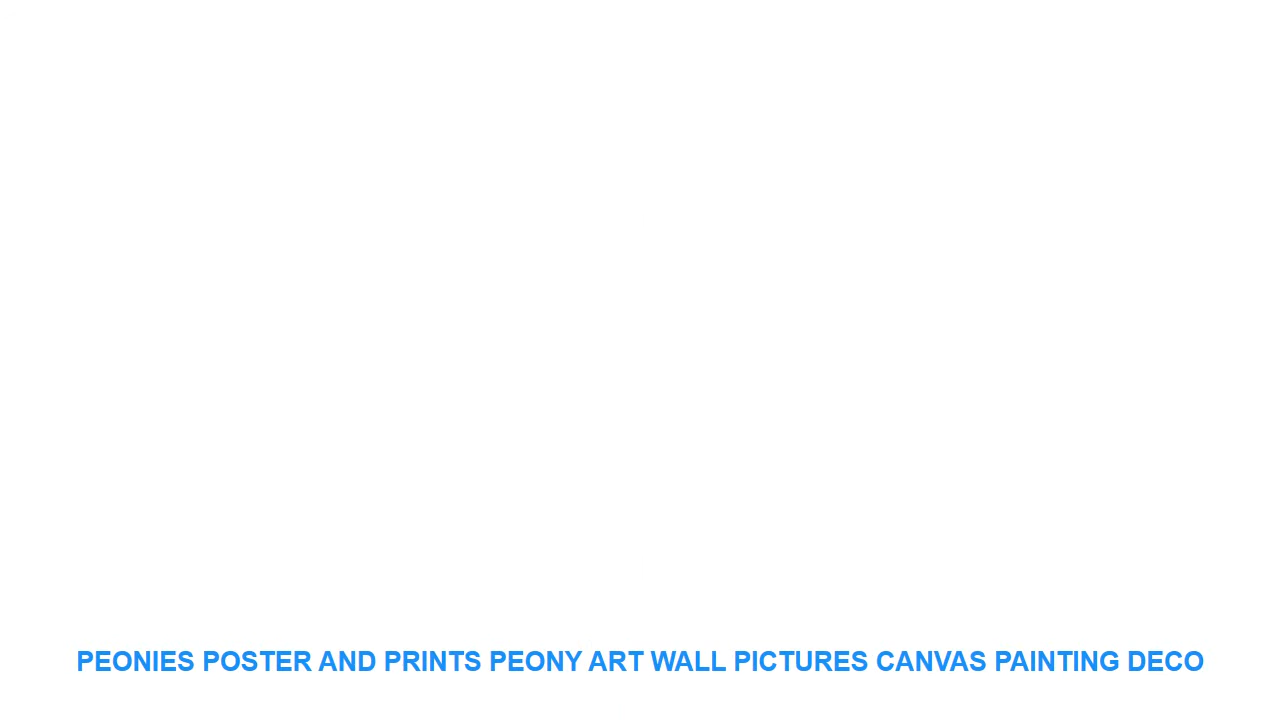 PEONIES POSTER AND PRINTS PEONY ART WALL PICTURES CANVAS PAINTING DECO